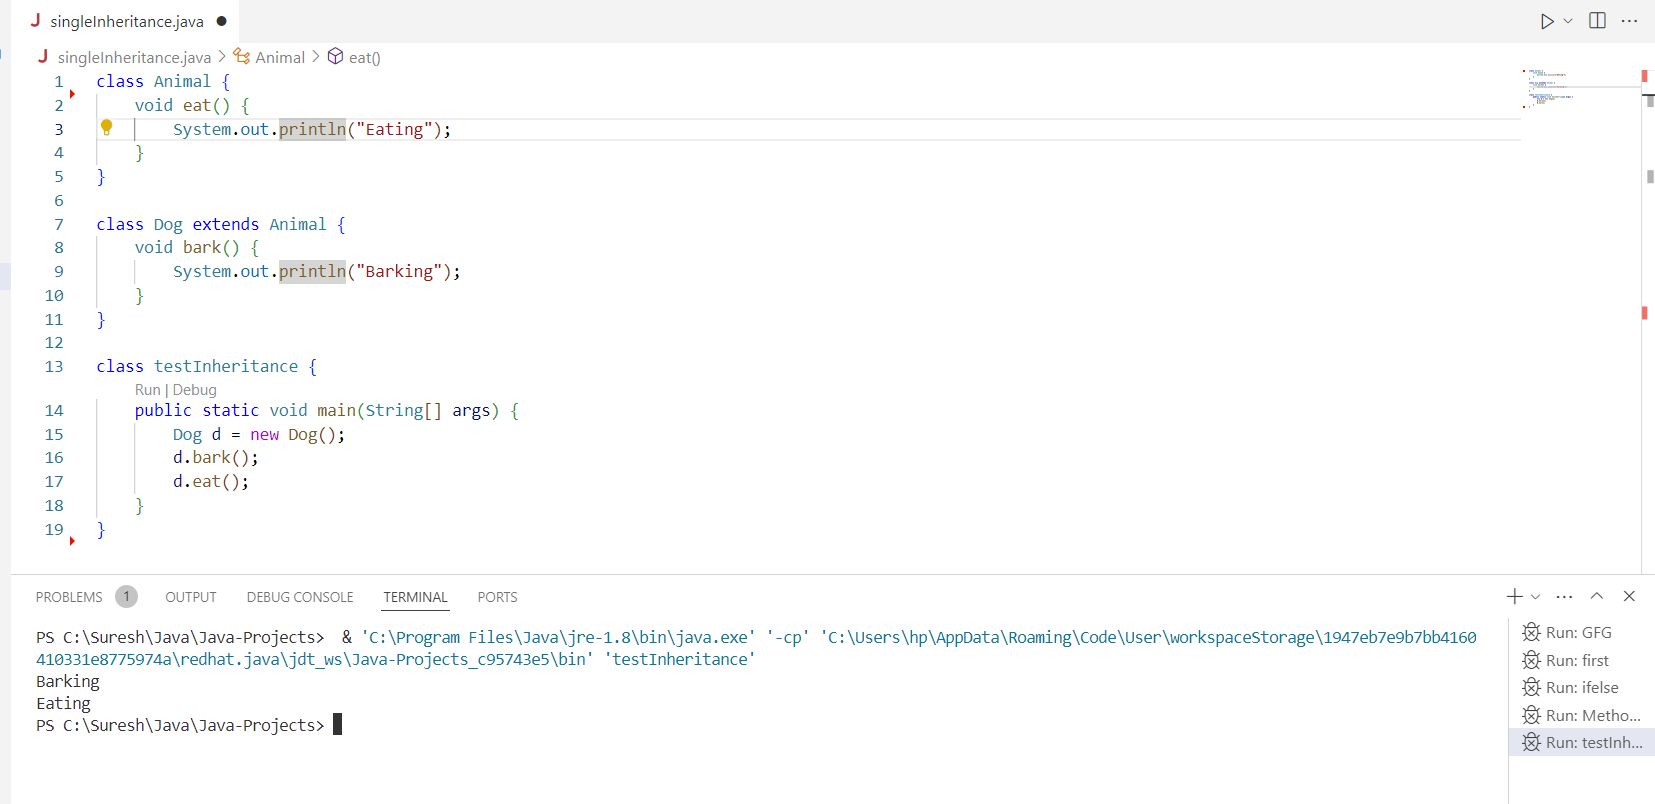 J singleInheritance.java
J singleInheritance.java > Animal > eat()
1 class Animal {
2 void eat() {
3 System.out.println("Eating");
4 }
5 }
6
7 class Dog extends Animal {
8 void bark() {
9 System.out.println("Barking");
10 }
11 }
12
13 class testInheritance {
Run | Debug
14 public static void main(String[] args) {
15 Dog d = new Dog();
16 d.bark();
17 d.eat();
18 }
19 }
PROBLEMS 1 OUTPUT DEBUG CONSOLE TERMINAL PORTS
PS C:\Suresh\Java\Java-Projects>  & 'C:\Program Files\Java\jre-1.8\bin\java.exe' '-cp' 'C:\Users\hp\AppData\Roaming\Code\User\workspaceStorage\1947eb7e9b7bb4160
410331e8775974a\redhat.java\jdt_ws\Java-Projects_c95743e5\bin' 'testInheritance'
Barking
Eating
PS C:\Suresh\Java\Java-Projects>
Run: GFG
Run: first
Run: ifelse
Run: Metho...
Run: testInh...